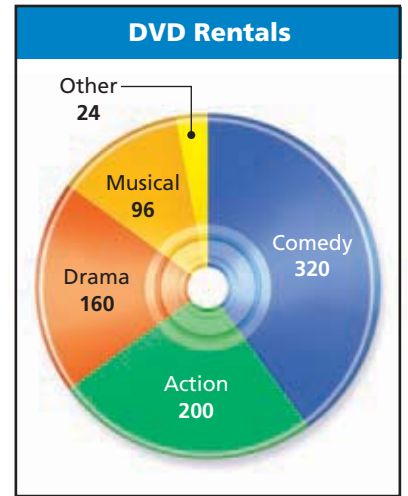 DVD Rentals
Other
24
Musical
96
Comedy
320
Drama
160
Action
200